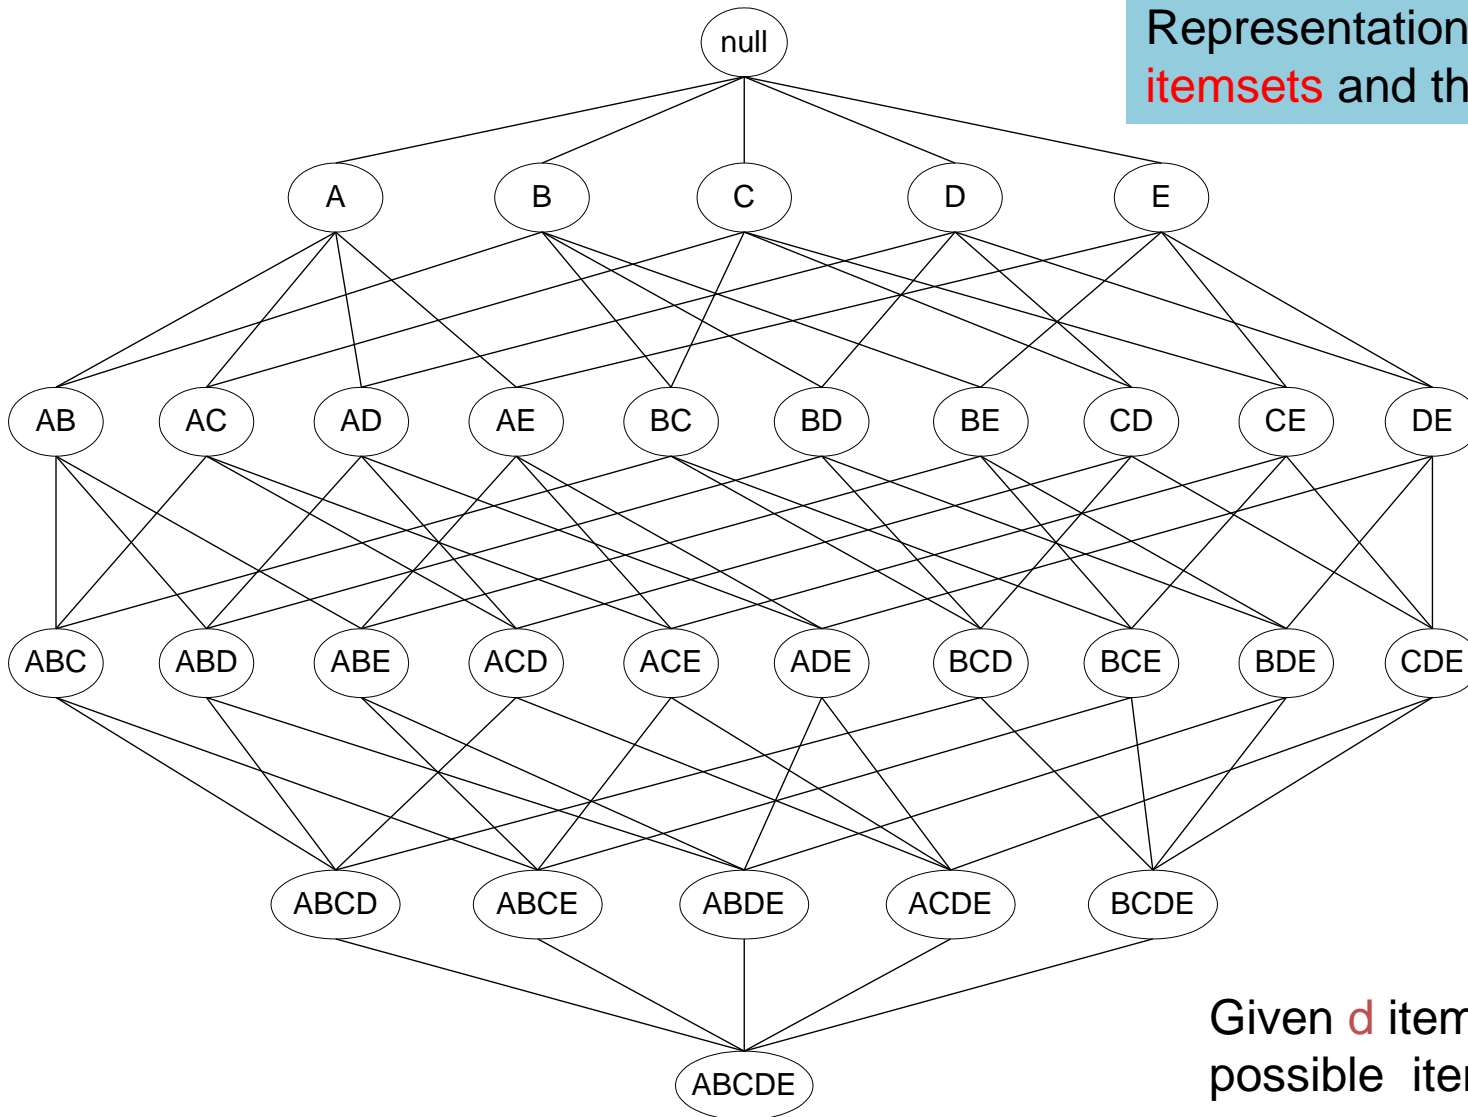 Representation
itemsets and th
null
A B C D E
AB AC AD AE BC BD BE CD CE DE
ABC ABD ABE ACD ACE ADE BCD BCE BDE CDE
ABCD ABCE ABDE ACDE BCDE
ABCDE
Given d item
possible iter